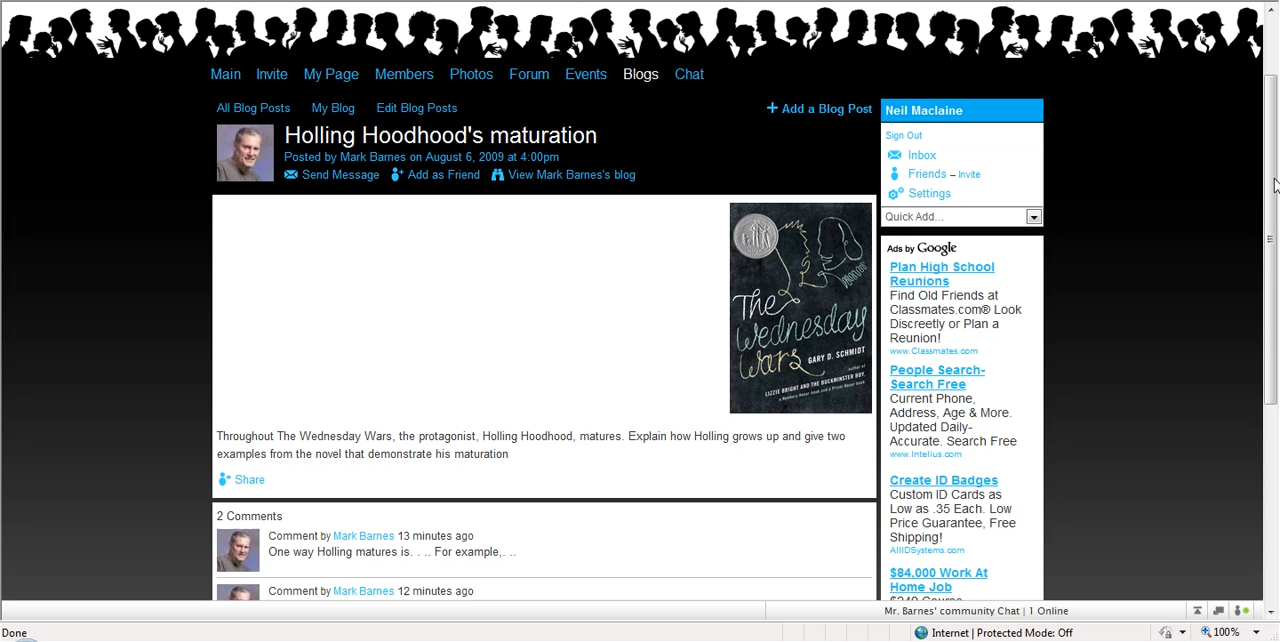 Main Invite My Page Members Photos Forum Events Blogs Chat
All Blog Posts My Blog Edit Blog Posts
+ Add a Blog Post
Holling Hoodhood's maturation
Posted by Mark Barnes on August 6, 2009 at 4:00pm
Send Message Add as Friend View Mark Barnes's blog
The
Wednesday
Wars
GARY D. SCHMIDT
author of
LIZZIE BRIGHT AND THE BUCKMINSTER BOY,
a Newbery Honor book and a Printz Honor book
Throughout The Wednesday Wars, the protagonist, Holling Hoodhood, matures. Explain how Holling grows up and give two
examples from the novel that demonstrate his maturation
Share
2 Comments
Comment by Mark Barnes 13 minutes ago
One way Holling matures is. . .. For example,. ..
Comment by Mark Barnes 12 minutes ago
Neil Maclaine
Sign Out
Inbox
Friends – Invite
Settings
Quick Add...
Ads by Google
Plan High School
Reunions
Find Old Friends at
Classmates.com® Look
Discreetly or Plan a
Reunion!
www.Classmates.com
People Search-
Search Free
Current Phone,
Address, Age & More.
Updated Daily-
Accurate. Search Free
www.Intelius.com
Create ID Badges
Custom ID Cards as
Low as .35 Each. Low
Price Guarantee, Free
Shipping!
AllIDSystems.com
$84,000 Work At
Home Job
Mr. Barnes' community Chat | 1 Online
Done
Internet | Protected Mode: Off
100%